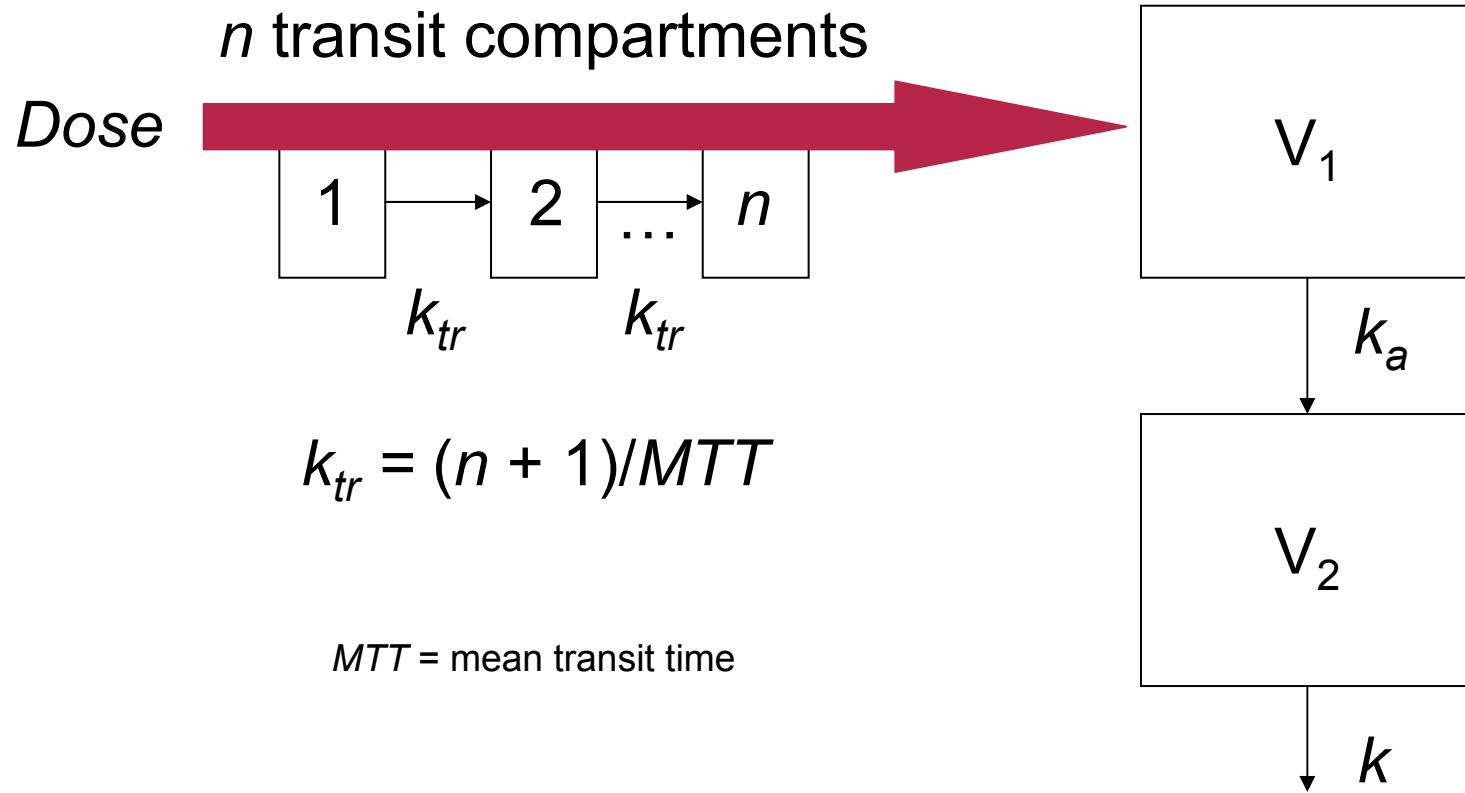 n transit compartments
Dose
1
2
...
n
k_tr
k_tr
V_1
k_a
k_tr = (n + 1)/MTT
V_2
MTT = mean transit time
k